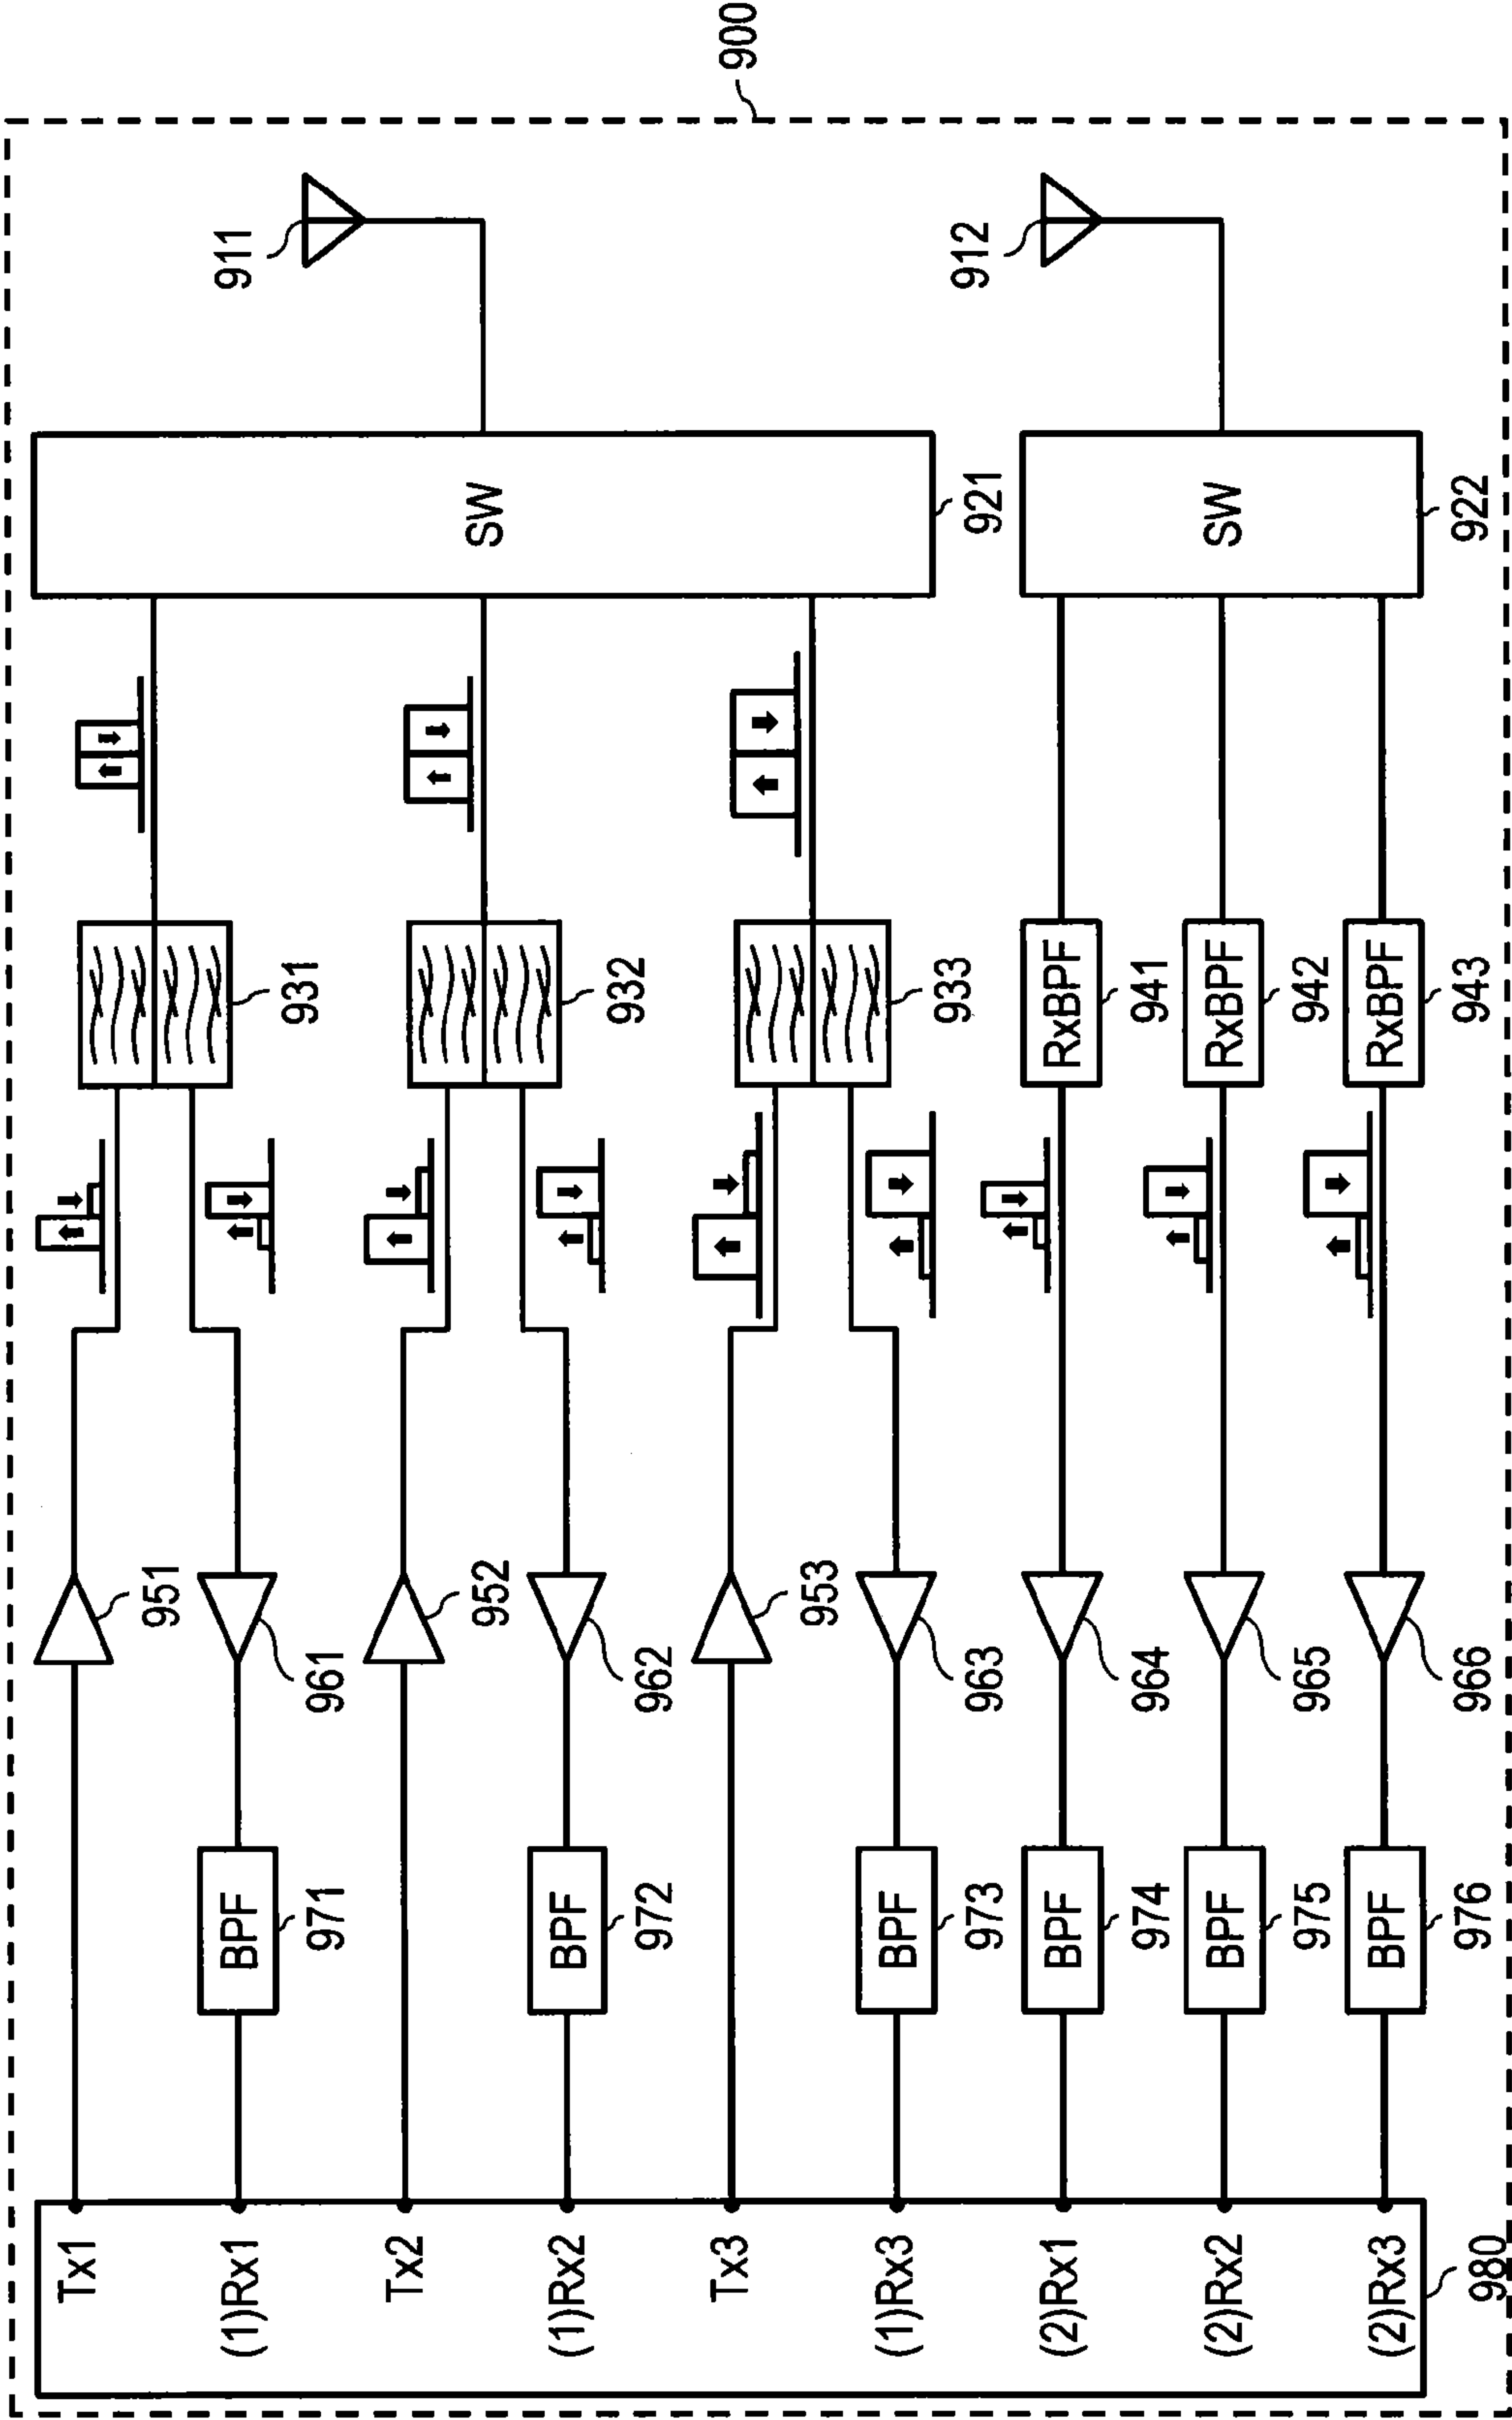 900
911
912
SW
921
SW
922
931
932
933
RxBPF
941
RxBPF
942
RxBPF
943
951
961
952
962
953
963
964
965
966
BPF
971
BPF
972
BPF
973
BPF
974
BPF
975
BPF
976
Tx1
(1)Rx1
Tx2
(1)Rx2
Tx3
(1)Rx3
(2)Rx1
(2)Rx2
(2)Rx3
980